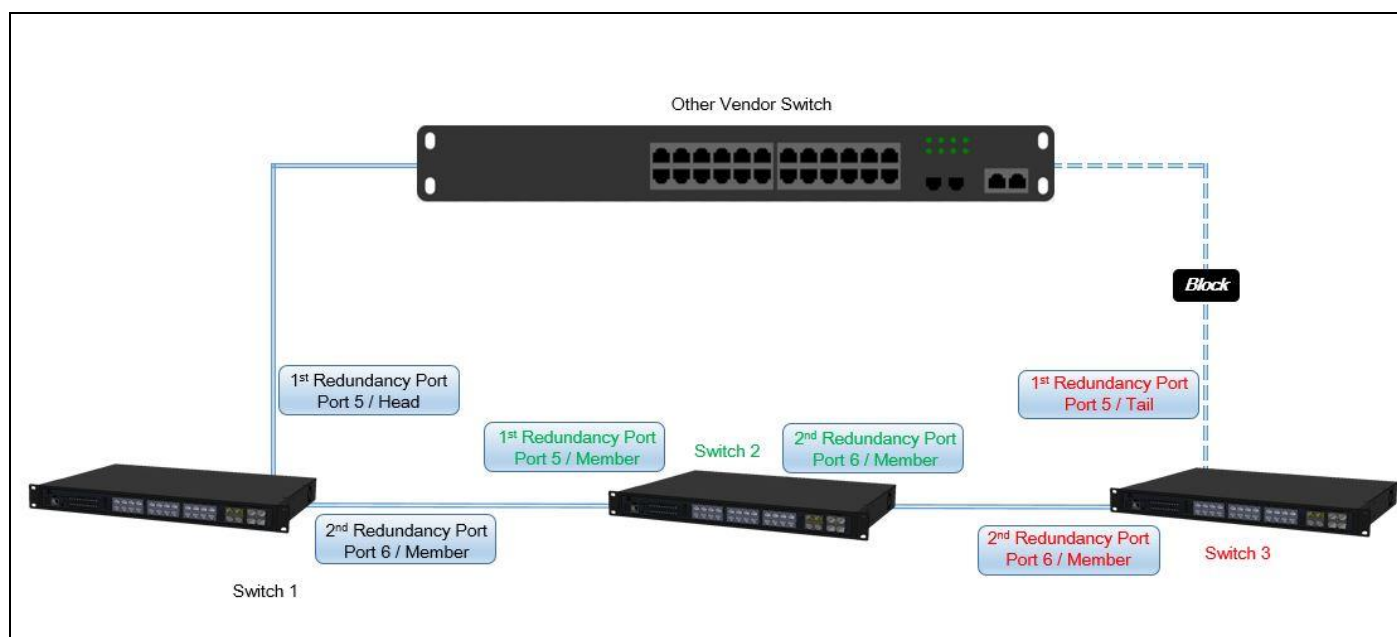 Other Vendor Switch
Block
1st Redundancy Port
Port 5 / Head
1st Redundancy Port
Port 5 / Tail
1st Redundancy Port
Port 5 / Member
Switch 2
2nd Redundancy Port
Port 6 / Member
2nd Redundancy Port
Port 6 / Member
2nd Redundancy Port
Port 6 / Member
Switch 3
Switch 1